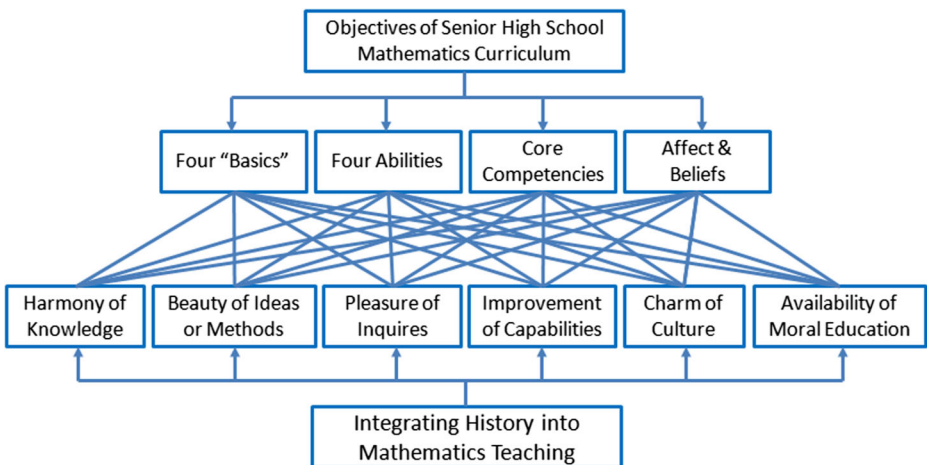 Objectives of Senior High School
Mathematics Curriculum
Four "Basics"
Four Abilities
Core
Competencies
Affect &
Beliefs
Harmony of
Knowledge
Beauty of Ideas
or Methods
Pleasure of
Inquires
Improvement
of Capabilities
Charm of
Culture
Availability of
Moral Education
Integrating History into
Mathematics Teaching